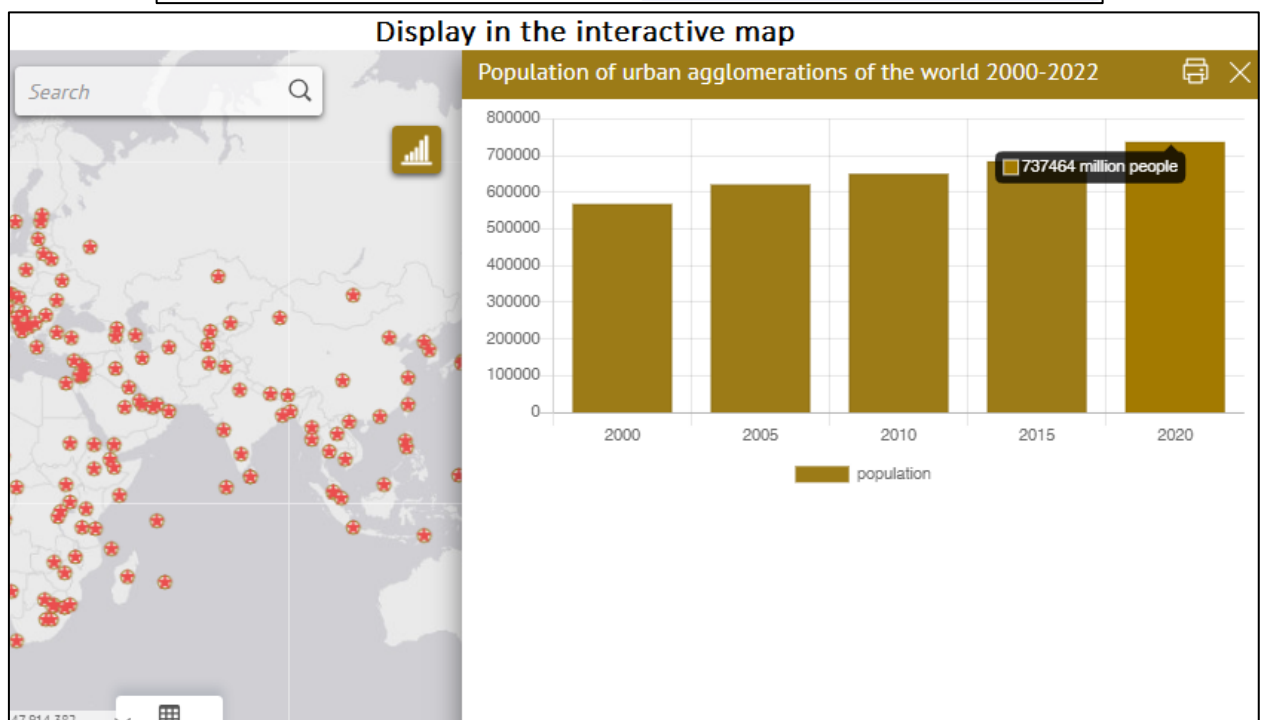 Display in the interactive map
Search
Population of urban agglomerations of the world 2000-2022
800000
700000
737464 million people
600000
500000
400000
300000
200000
100000
0
2000 2005 2010 2015 2020
population